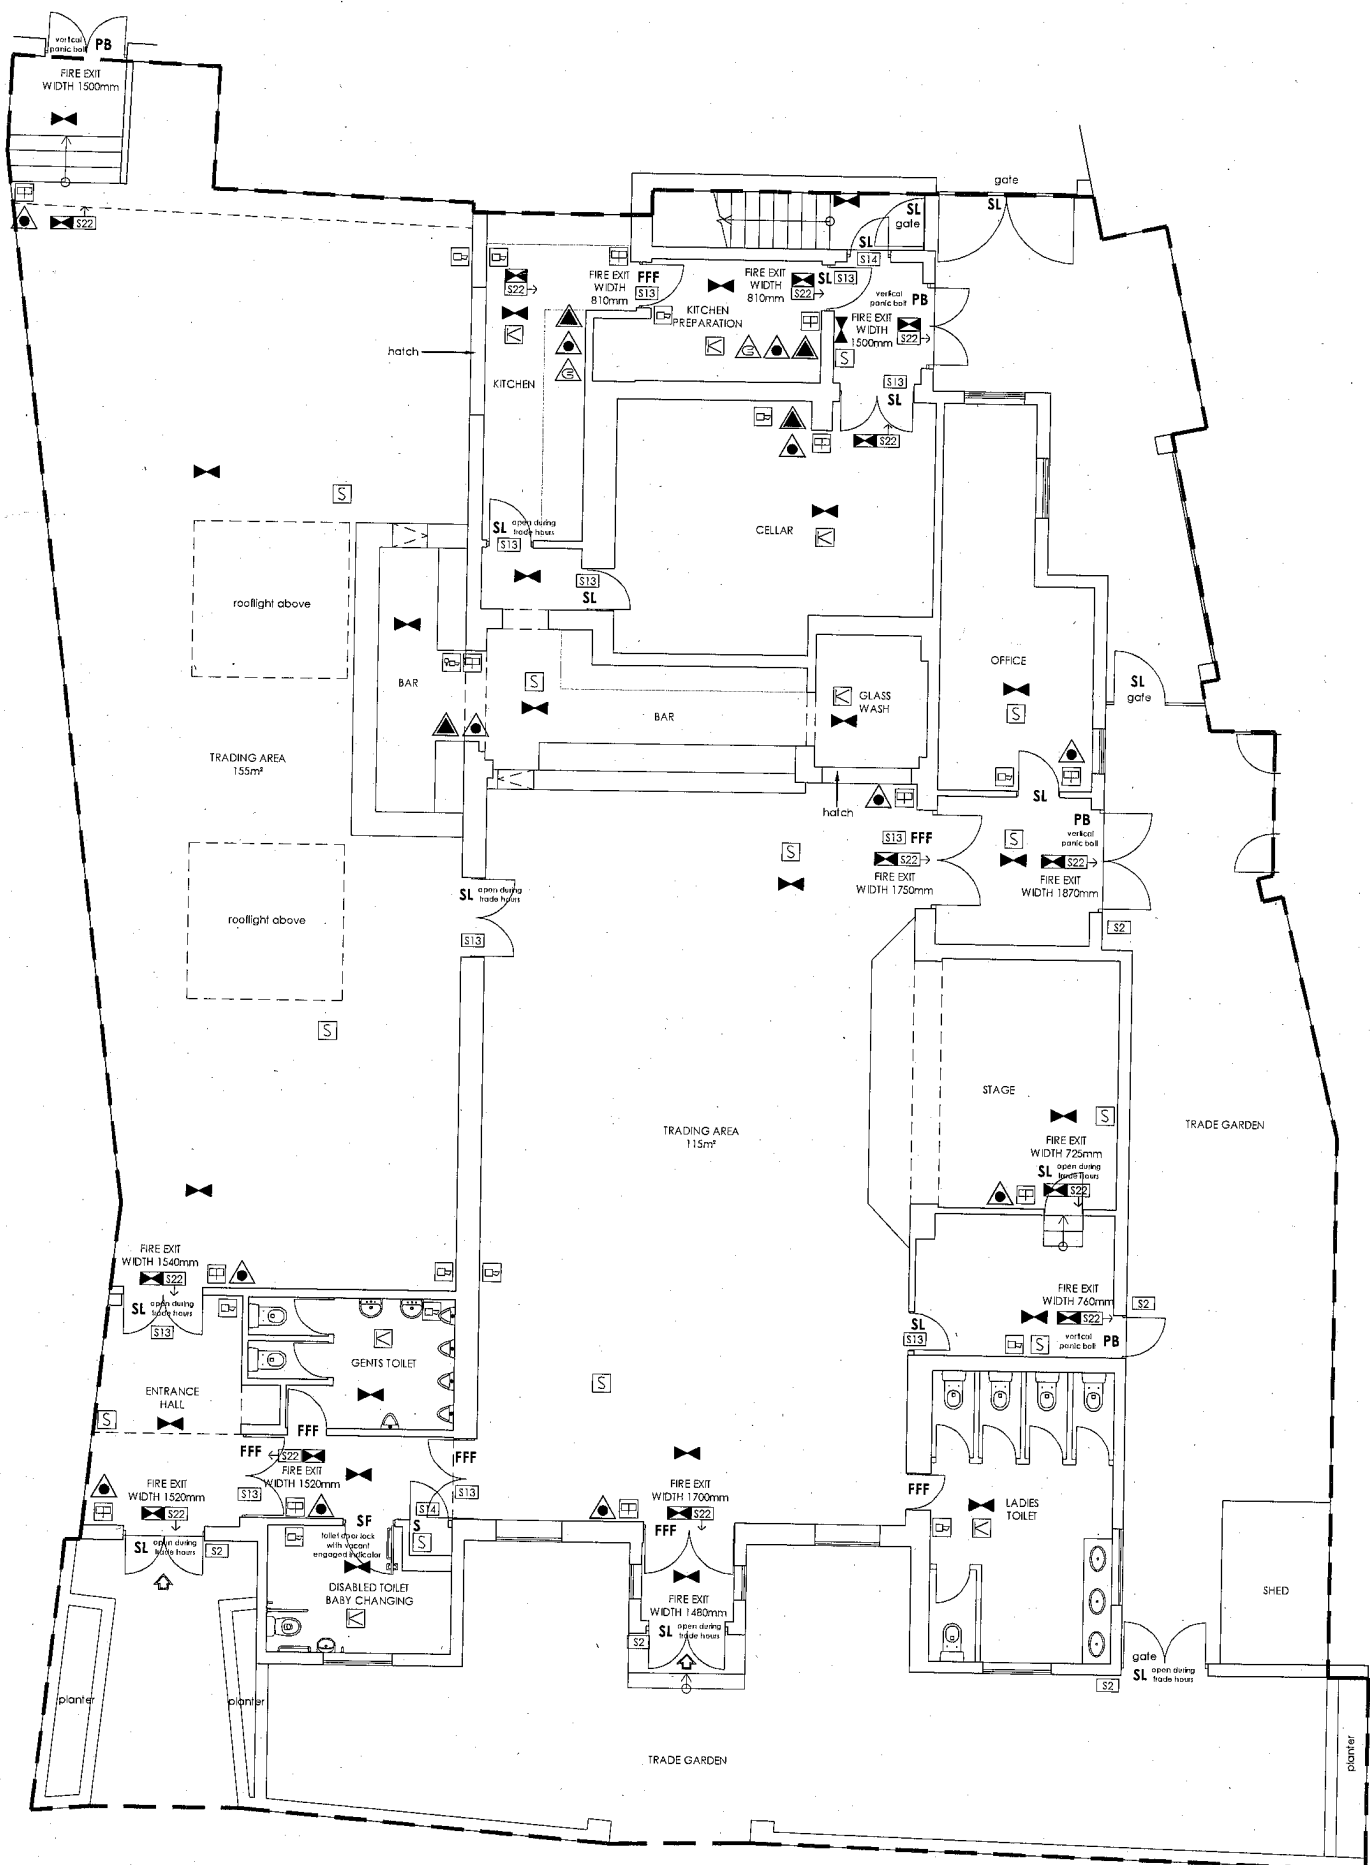 vertical
panic bolt PB
FIRE EXIT
WIDTH 1500mm
S22
gate
SL
SL
gate
SL
S14
FIRE EXIT
WIDTH
810mm
FFF
S13
S22
FIRE EXIT
WIDTH
810mm
SL
S13
S22
vertical
panic bolt PB
FIRE EXIT
WIDTH
1500mm
S22
KITCHEN
PREPARATION
S
hatch
KITCHEN
S13
SL
S22
CELLAR
S
SL open during
trade hours
S13
S13
SL
rooflight above
BAR
S
BAR
GLASS
WASH
OFFICE
S
SL
gate
TRADING AREA
155m²
hatch
SL
S13 FFF
S22
FIRE EXIT
WIDTH 1750mm
S
S
PB
vertical
panic bolt
S22
FIRE EXIT
WIDTH 1870mm
S2
SL open during
trade hours
S13
rooflight above
S
STAGE
S
TRADING AREA
115m²
TRADE GARDEN
FIRE EXIT
WIDTH 725mm
SL open during
trade hours
S22
FIRE EXIT
WIDTH 1540mm
S22
SL open during
trade hours
S13
FIRE EXIT
WIDTH 760mm
S22
S2
SL
S13
S
vertical
panic bolt PB
GENTS TOILET
ENTRANCE
HALL
S
S
FFF
S22
FIRE EXIT
WIDTH 1520mm
FFF
S13
S13
FIRE EXIT
WIDTH 1520mm
S22
SL open during
trade hours
S2
SF
toilet door lock
with vacant
engaged indicator
S14
S
S
DISABLED TOILET
BABY CHANGING
FIRE EXIT
WIDTH 1700mm
S22
FFF
FIRE EXIT
WIDTH 1480mm
SL open during
trade hours
S2
FFF
LADIES
TOILET
SHED
gate
SL open during
trade hours
S2
planter
planter
planter
TRADE GARDEN